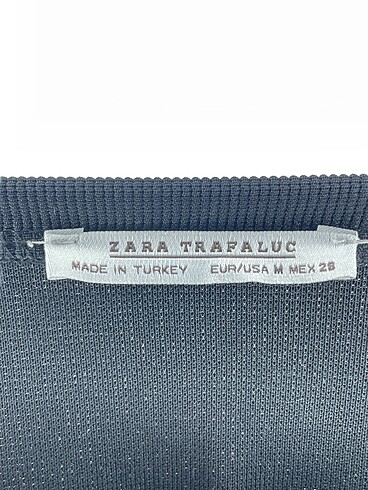 ZARA TRAFALUC
MADE IN TURKEY EUR/USA M MEX 28